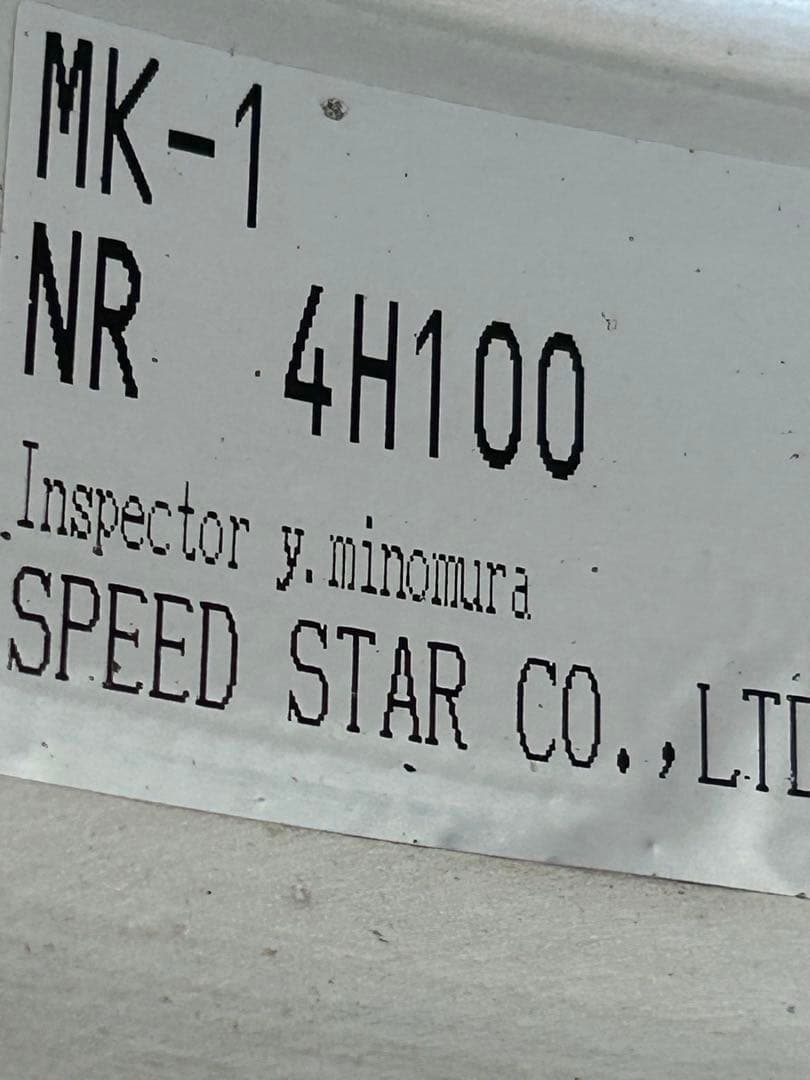 MK-1
NR 4H100
Inspector y.minomura
SPEED STAR CO.,LTD